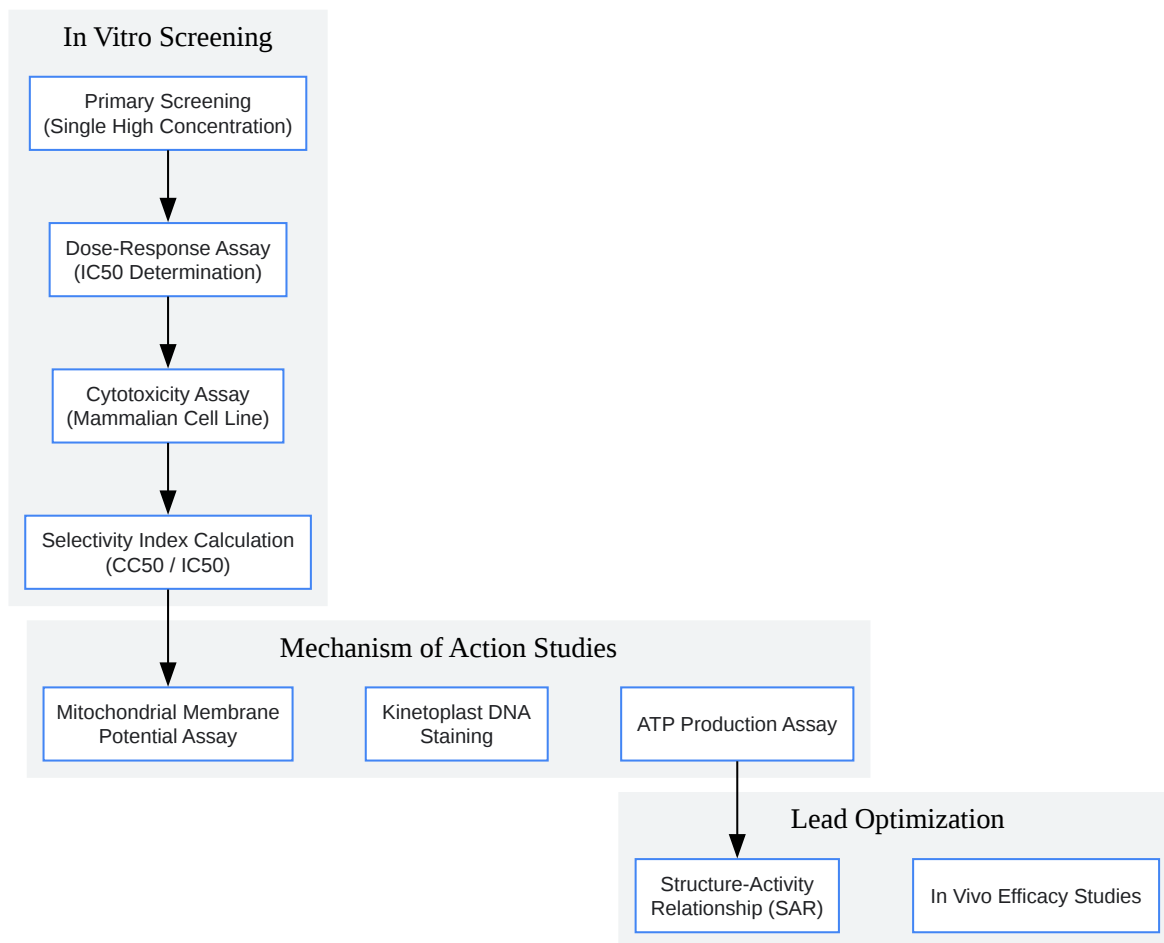 In Vitro Screening
Primary Screening
(Single High Concentration)
Dose-Response Assay
(IC50 Determination)
Cytotoxicity Assay
(Mammalian Cell Line)
Selectivity Index Calculation
(CC50 / IC50)
Mechanism of Action Studies
Mitochondrial Membrane
Potential Assay
Kinetoplast DNA
Staining
ATP Production Assay
Lead Optimization
Structure-Activity
Relationship (SAR)
In Vivo Efficacy Studies